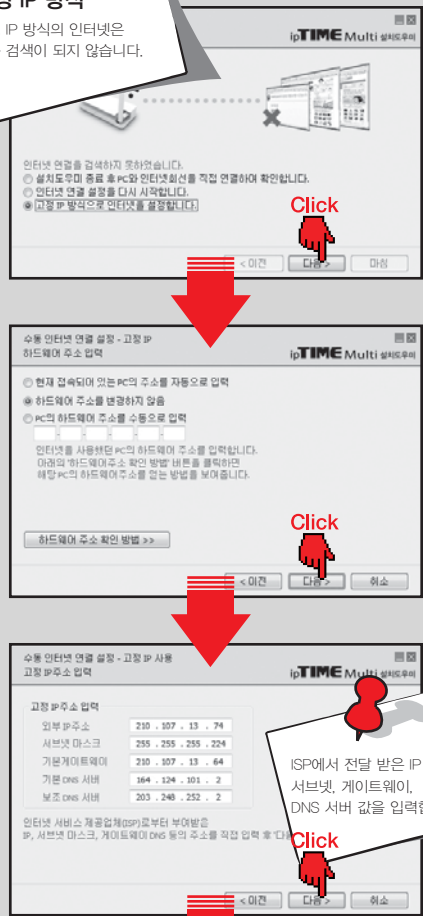 IP 방식
IP 방식의 인터넷은
검색이 되지 않습니다.
ipTIME Multi 설치도우미
인터넷 연결을 검색하지 못하였습니다.
설치도우미 종료 후 PC와 인터넷회선을 직접 연결하여 확인합니다.
인터넷 연결 설정을 다시 시작합니다.
고정 IP 방식으로 인터넷을 설정합니다.
Click
< 이전 다음 > 마침
수동 인터넷 연결 설정 - 고정 IP
하드웨어 주소 입력
ipTIME Multi 설치도우미
현재 접속되어 있는 PC의 주소를 자동으로 입력
하드웨어 주소를 변경하지 않음
PC의 하드웨어 주소를 수동으로 입력
인터넷을 사용했던 PC의 하드웨어 주소를 입력합니다.
아래의 '하드웨어주소 확인 방법' 버튼을 클릭하면
해당 PC의 하드웨어주소를 얻는 방법을 보여줍니다.
하드웨어 주소 확인 방법 >>
Click
< 이전 다음 > 취소
수동 인터넷 연결 설정 - 고정 IP 사용
고정 IP주소 입력
ipTIME Multi 설치도우미
고정 IP주소 입력
외부 IP주소 210 . 107 . 13 . 74
서브넷 마스크 255 . 255 . 255 . 224
기본게이트웨이 210 . 107 . 13 . 64
기본 DNS 서버 164 . 124 . 101 . 2
보조 DNS 서버 203 . 248 . 252 . 2
인터넷 서비스 제공업체(ISP)로부터 부여받은
IP, 서브넷 마스크, 게이트웨이 DNS 등의 주소를 직접 입력 후 '다음
ISP에서 전달 받은 IP
서브넷, 게이트웨이,
DNS 서버 값을
Click
< 이전 다음 > 취소